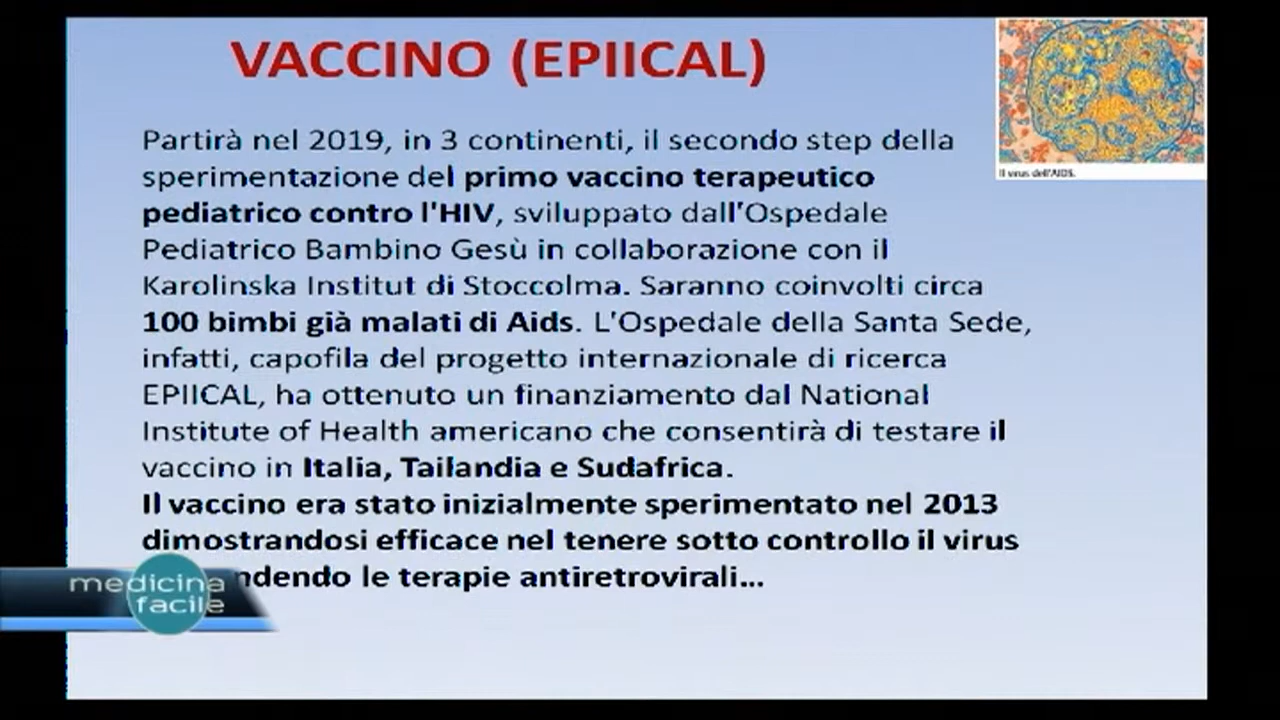 VACCINO (EPIICAL)
Il virus dell'AIDS.
Partirà nel 2019, in 3 continenti, il secondo step della
sperimentazione del primo vaccino terapeutico
pediatrico contro l'HIV, sviluppato dall'Ospedale
Pediatrico Bambino Gesù in collaborazione con il
Karolinska Institut di Stoccolma. Saranno coinvolti circa
100 bimbi già malati di Aids. L'Ospedale della Santa Sede,
infatti, capofila del progetto internazionale di ricerca
EPIICAL, ha ottenuto un finanziamento dal National
Institute of Health americano che consentirà di testare il
vaccino in Italia, Tailandia e Sudafrica.
Il vaccino era stato inizialmente sperimentato nel 2013
dimostrandosi efficace nel tenere sotto controllo il virus
le terapie antiretrovirali...
medicina
facile